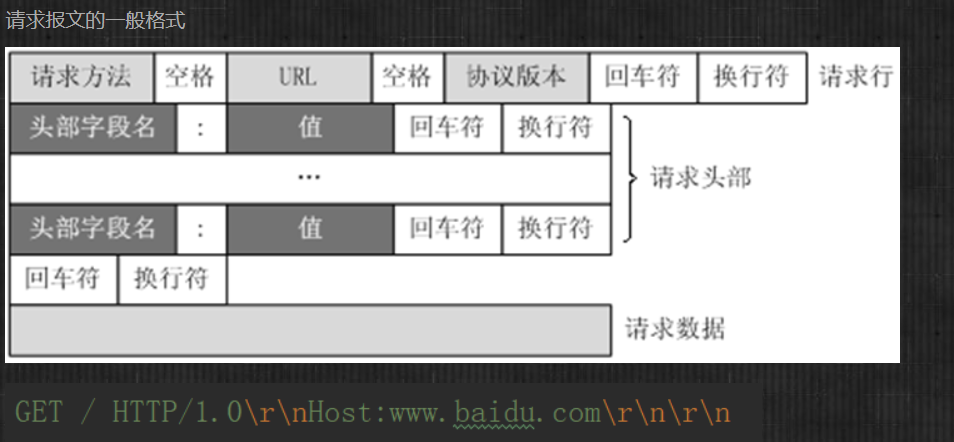 请求报文的一般格式
请求方法 空格 URL 空格 协议版本 回车符 换行符 请求行
头部字段名 : 值 回车符 换行符
... 请求头部
头部字段名 : 值 回车符 换行符
回车符 换行符
请求数据
GET / HTTP/1.0\r\nHost:www.baidu.com\r\n\r\n